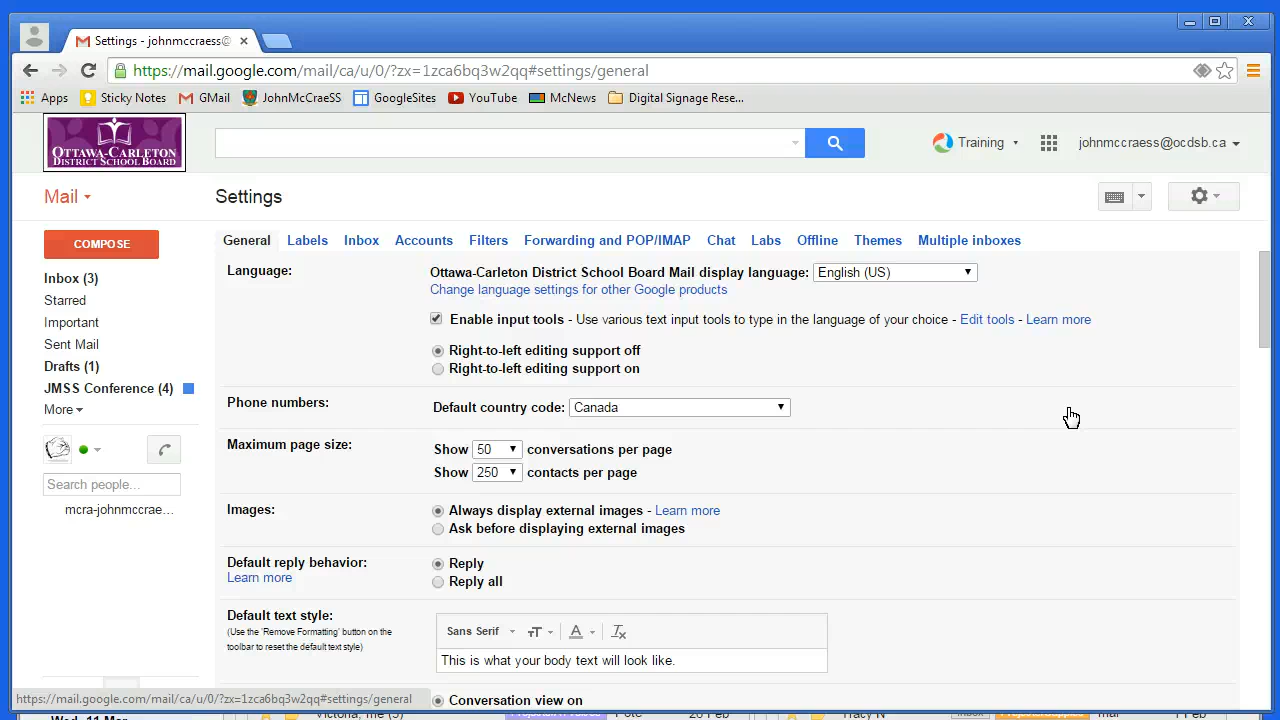 Settings - johnmccraess@
https://mail.google.com/mail/ca/u/0/?zx=1zca6bq3w2qq#settings/general
Apps Sticky Notes GMail JohnMcCraeSS GoogleSites YouTube McNews Digital Signage Rese...
OTTAWA-CARLETON
DISTRICT SCHOOL BOARD
Training johnmccraess@ocdsb.ca
Mail Settings
COMPOSE
Inbox (3)
Starred
Important
Sent Mail
Drafts (1)
JMSS Conference (4)
More
Search people...
mcra-johnmccrae...
General Labels Inbox Accounts Filters Forwarding and POP/IMAP Chat Labs Offline Themes Multiple inboxes
Language: Ottawa-Carleton District School Board Mail display language: English (US)
Change language settings for other Google products
Enable input tools - Use various text input tools to type in the language of your choice - Edit tools - Learn more
Right-to-left editing support off
Right-to-left editing support on
Phone numbers: Default country code: Canada
Maximum page size: Show 50 conversations per page
Show 250 contacts per page
Images: Always display external images - Learn more
Ask before displaying external images
Default reply behavior: Reply
Learn more Reply all
Default text style:
(Use the 'Remove Formatting' button on the
toolbar to reset the default text style)
Sans Serif
This is what your body text will look like.
Conversation view on
https://mail.google.com/mail/ca/u/0/?zx=1zca6bq3w2qq#settings/general